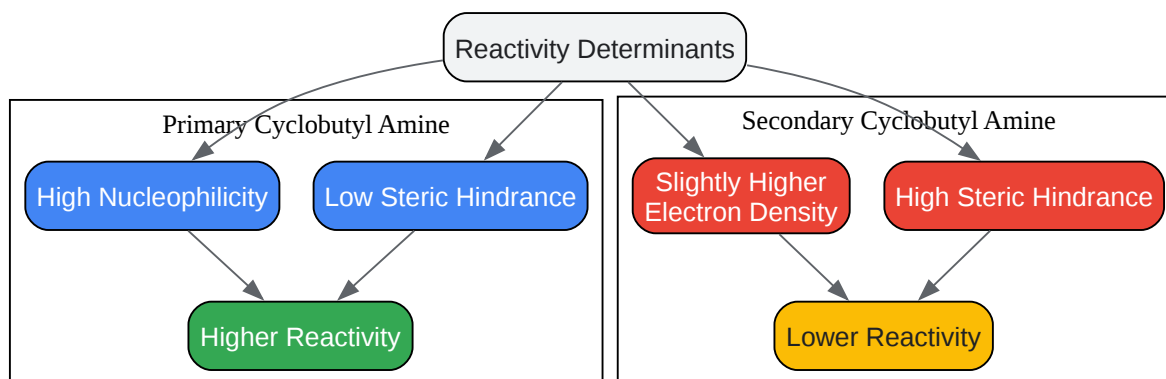 Reactivity Determinants
Primary Cyclobutyl Amine
Secondary Cyclobutyl Amine
High Nucleophilicity
Low Steric Hindrance
Slightly Higher
Electron Density
High Steric Hindrance
Higher Reactivity
Lower Reactivity